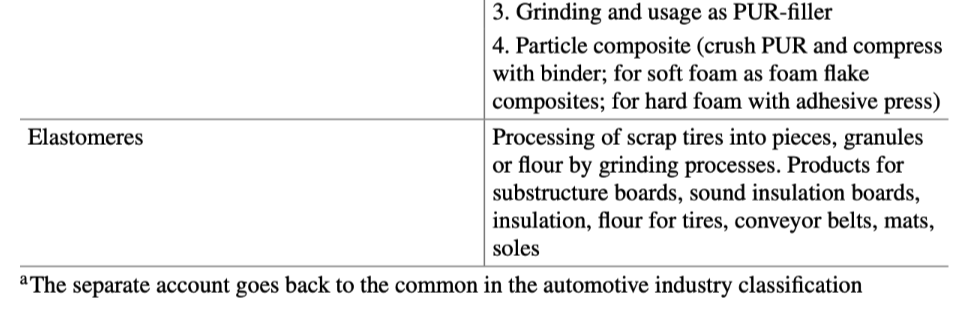 3. Grinding and usage as PUR-filler
4. Particle composite (crush PUR and compress
with binder; for soft foam as foam flake
composites; for hard foam with adhesive press)
Elastomeres
Processing of scrap tires into pieces, granules
or flour by grinding processes. Products for
substructure boards, sound insulation boards,
insulation, flour for tires, conveyor belts, mats,
soles
aThe separate account goes back to the common in the automotive industry classification